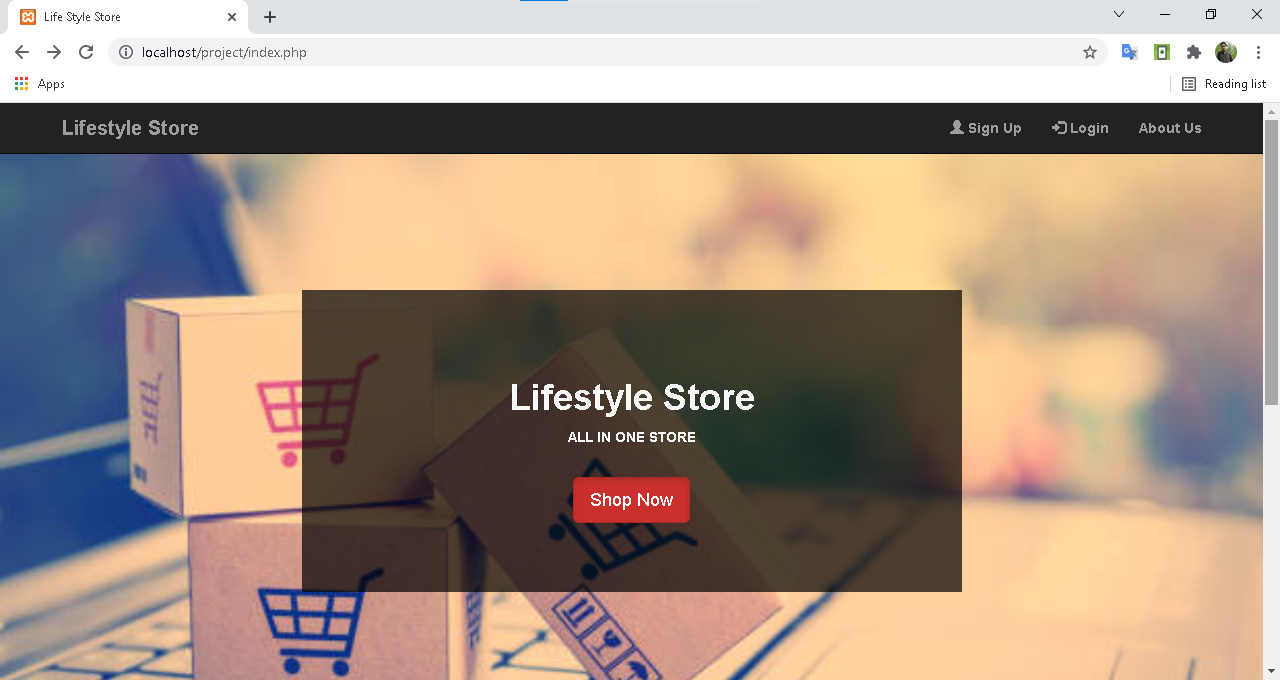 Life Style Store
localhost/project/index.php
Apps
Reading list
Lifestyle Store
Sign Up
Login
About Us
Lifestyle Store
ALL IN ONE STORE
Shop Now